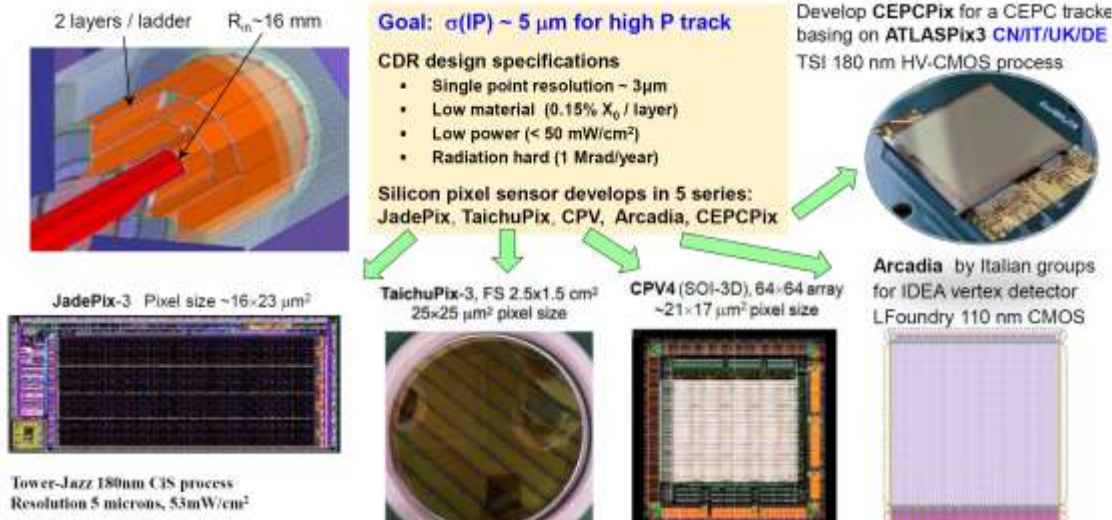 2 layers / ladder
R_in~16 mm
Goal: σ(IP) ~ 5 μm for high P track
CDR design specifications
• Single point resolution ~ 3μm
• Low material (0.15% X₀ / layer)
• Low power (< 50 mW/cm²)
• Radiation hard (1 Mrad/year)
Silicon pixel sensor develops in 5 series:
JadePix, TaichuPix, CPV, Arcadia, CEPCPix
Develop CEPCPix for a CEPC tracke
basing on ATLASPix3 CN/IT/UK/DE
TSI 180 nm HV-CMOS process
JadePix-3 Pixel size ~16×23 μm²
Tower-Jazz 180nm CiS process
Resolution 5 microns, 53mW/cm²
TaichuPix-3, FS 2.5x1.5 cm²
25×25 μm² pixel size
CPV4 (SOI-3D), 64×64 array
~21×17 μm² pixel size
Arcadia by Italian groups
for IDEA vertex detector
LFoundry 110 nm CMOS